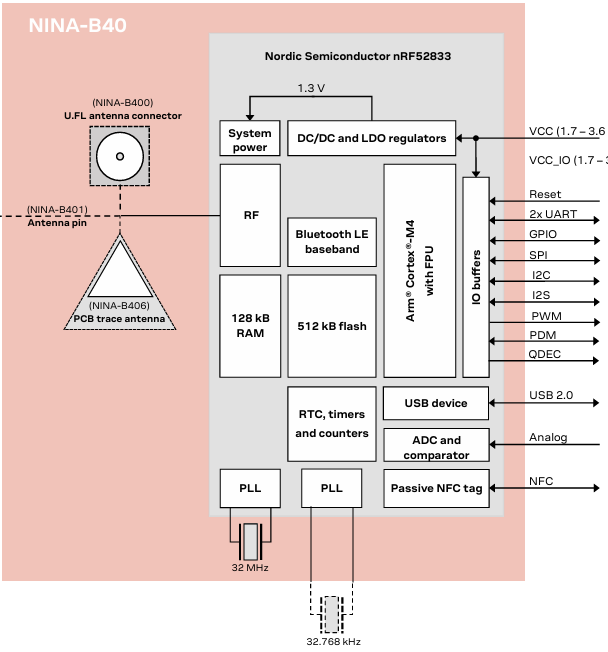 NINA-B40
Nordic Semiconductor nRF52833
1.3 V
(NINA-B400)
U.FL antenna connector
System
power
DC/DC and LDO regulators
VCC (1.7 – 3.6
VCC_IO (1.7 – 3
RF
Reset
(NINA-B401)
Antenna pin
2x UART
Bluetooth LE
baseband
Arm® Cortex®-M4
with FPU
IO buffers
GPIO
SPI
I2C
I2S
(NINA-B406)
PCB trace antenna
128 kB
RAM
512 kB flash
PWM
PDM
QDEC
USB device
USB 2.0
RTC, timers
and counters
ADC and
comparator
Analog
PLL
PLL
Passive NFC tag
NFC
32 MHz
32.768 kHz